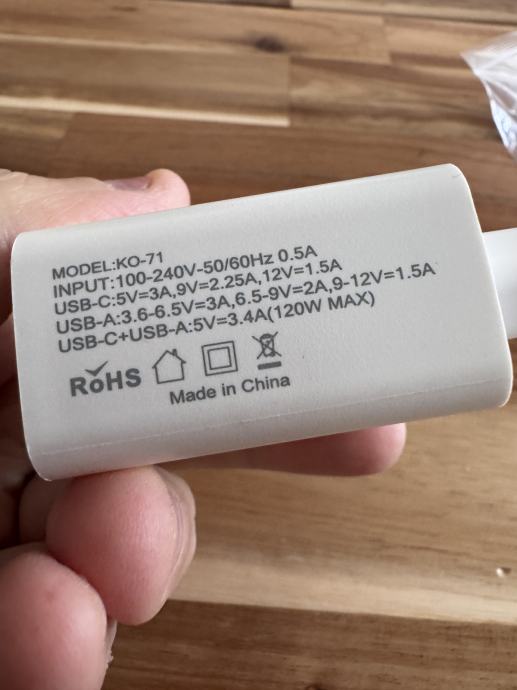 MODEL:KO-71
INPUT:100-240V-50/60Hz 0.5A
USB-C:5V=3A,9V=2.25A,12V=1.5A
USB-A:3.6-6.5V=3A,6.5-9V=2A,9-12V=1.5A
USB-C+USB-A:5V=3.4A(120W MAX)
RoHS
Made in China